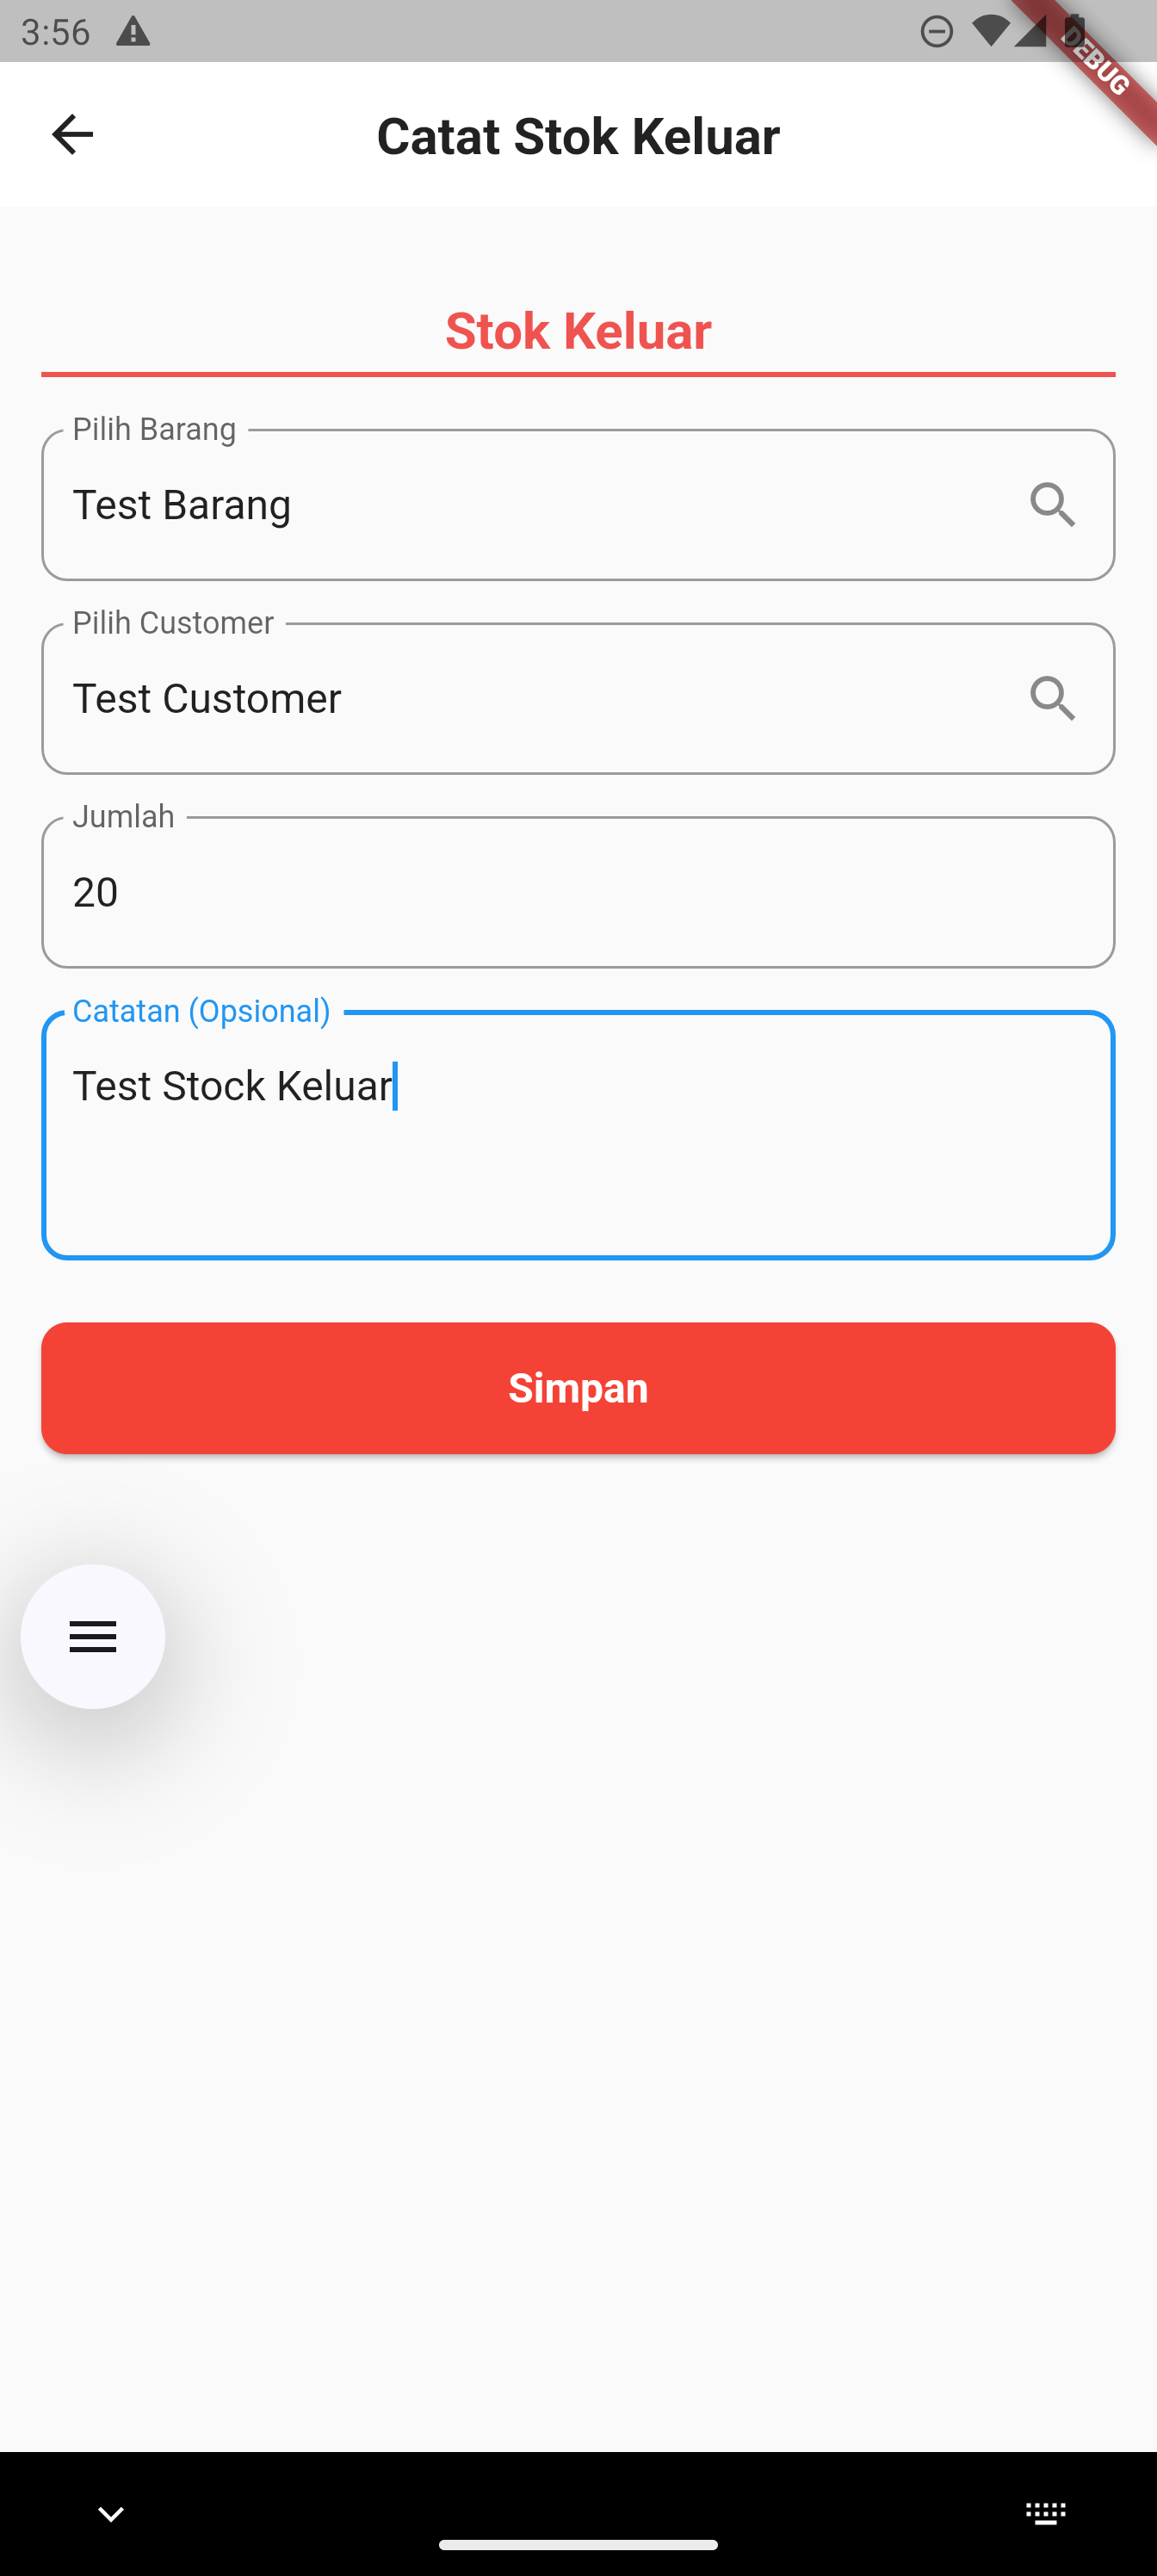 3:56
DEBUG
Catat Stok Keluar
Stok Keluar
Pilih Barang
Test Barang
Pilih Customer
Test Customer
Jumlah
20
Catatan (Opsional)
Test Stock Keluar
Simpan